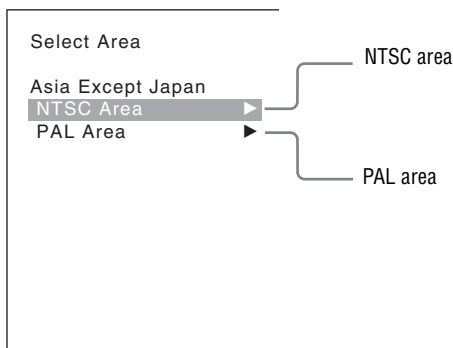 Select Area
NTSC area
Asia Except Japan
NTSC Area ▶
PAL Area ▶
PAL area